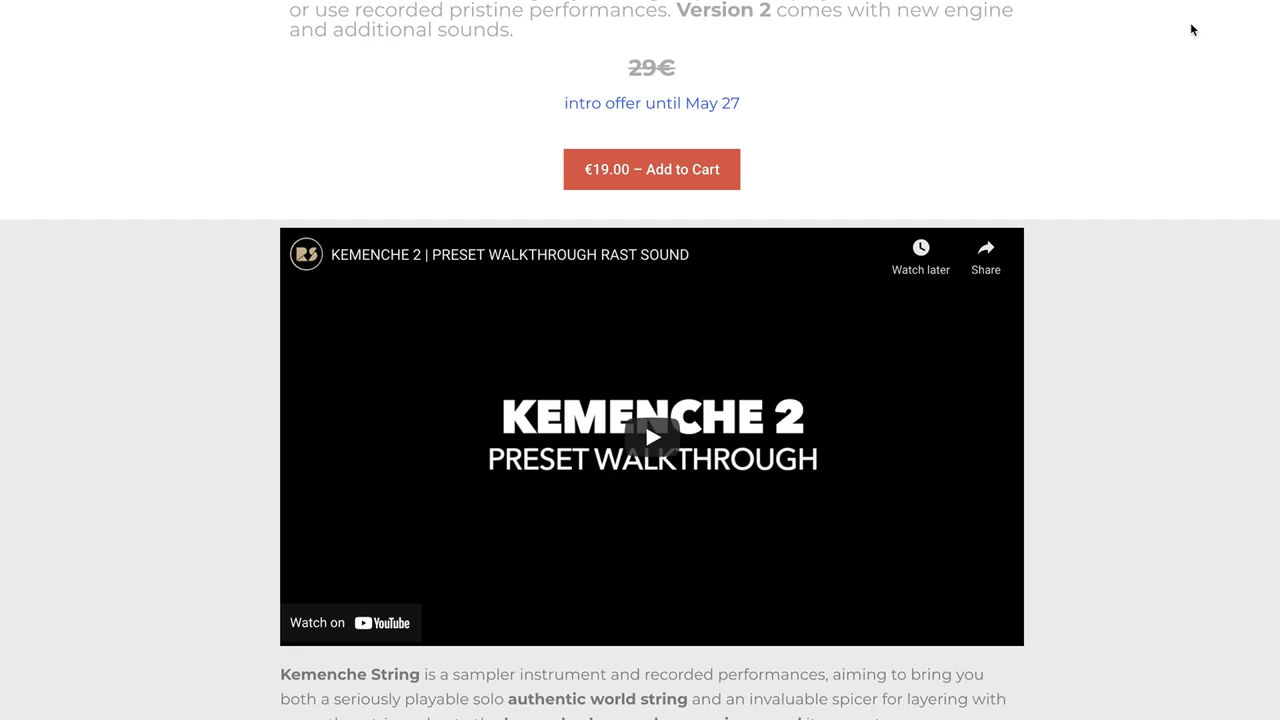 or use recorded pristine performances. Version 2 comes with new engine
and additional sounds.
29€
intro offer until May 27
€19.00 – Add to Cart
RS
KEMENCHE 2 | PRESET WALKTHROUGH RAST SOUND
Watch later
Share
KEMENCHE 2
PRESET WALKTHROUGH
Watch on YouTube
Kemenche String is a sampler instrument and recorded performances, aiming to bring you
both a seriously playable solo authentic world string and an invaluable spicer for layering with